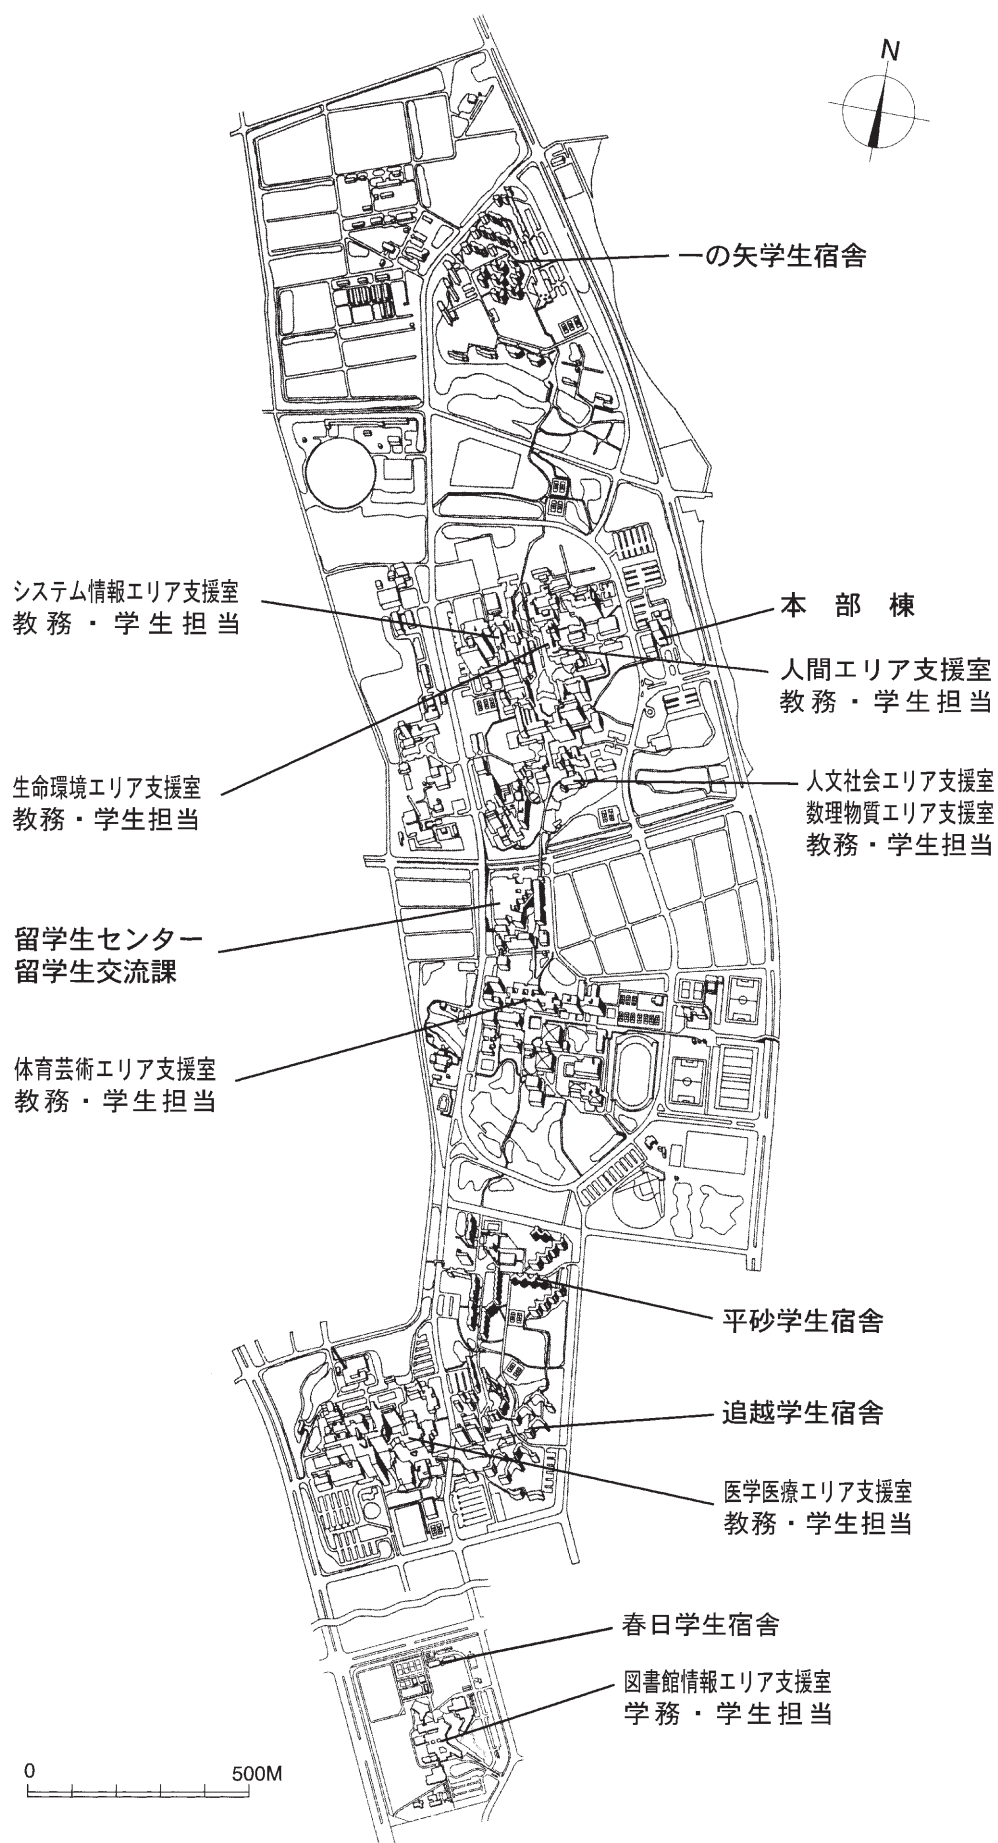 N
一の矢学生宿舎
システム情報エリア支援室
教務・学生担当
本部棟
人間エリア支援室
教務・学生担当
生命環境エリア支援室
教務・学生担当
人文社会エリア支援室
数理物質エリア支援室
教務・学生担当
留学生センター
留学生交流課
体育芸術エリア支援室
教務・学生担当
平砂学生宿舎
追越学生宿舎
医学医療エリア支援室
教務・学生担当
春日学生宿舎
図書館情報エリア支援室
学務・学生担当
0 500M